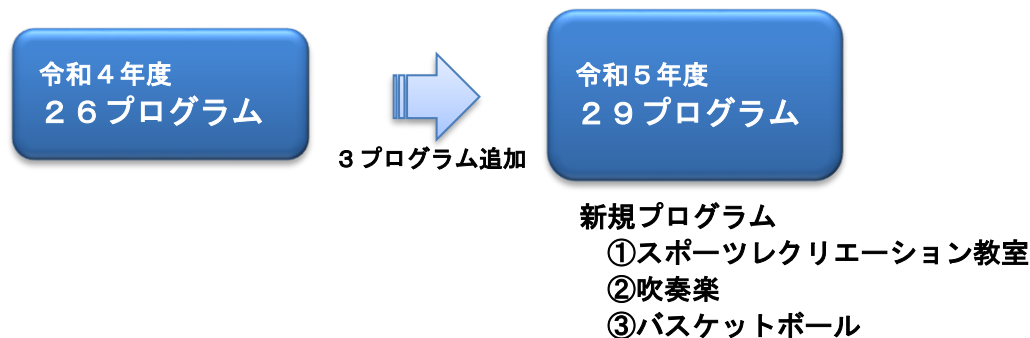 令和４年度
２６プログラム
３プログラム追加
令和５年度
２９プログラム
新規プログラム
①スポーツレクリエーション教室
②吹奏楽
③バスケットボール